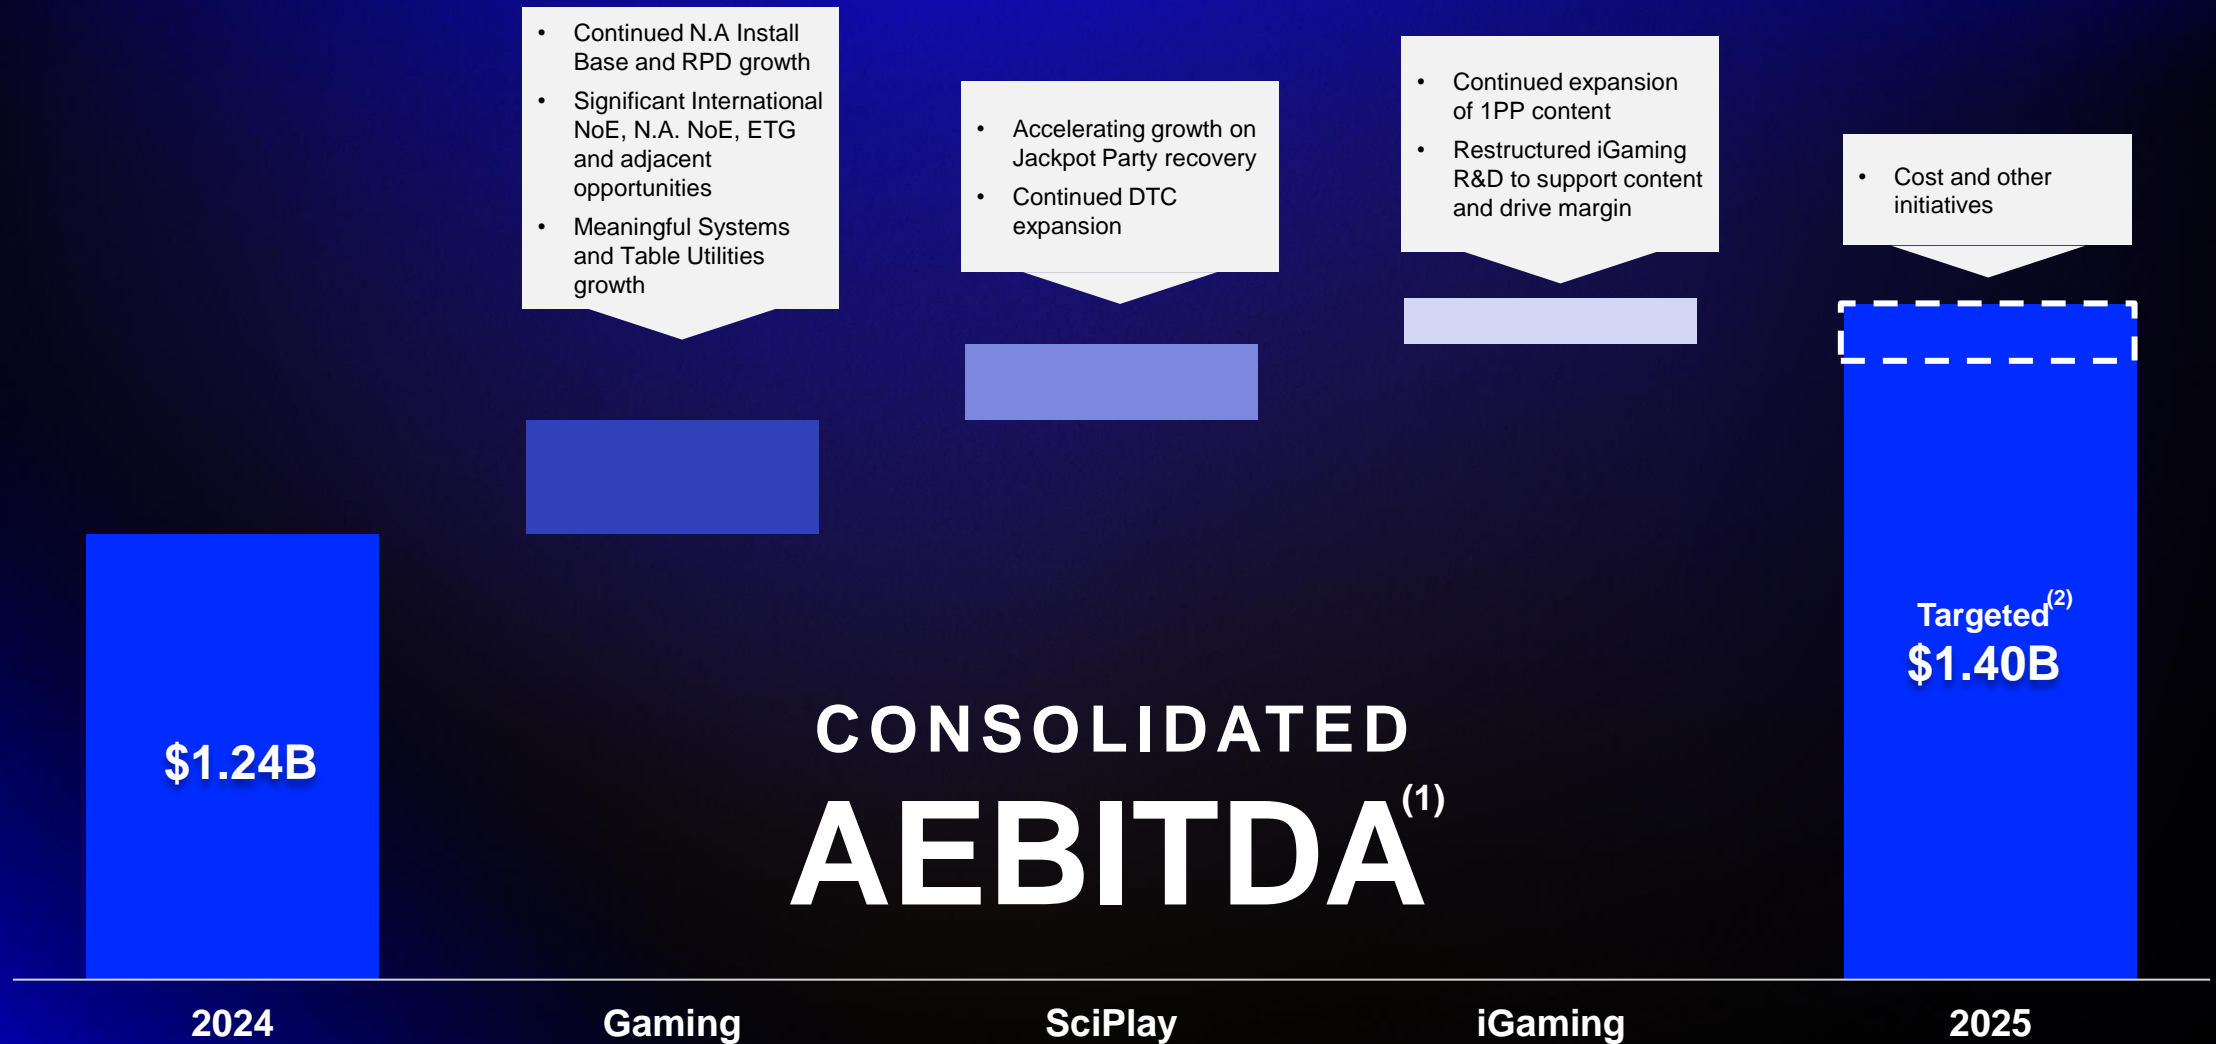 • Continued N.A Install
Base and RPD growth
• Significant International
NoE, N.A. NoE, ETG
and adjacent
opportunities
• Meaningful Systems
and Table Utilities
growth
• Accelerating growth on
Jackpot Party recovery
• Continued DTC
expansion
• Continued expansion
of 1PP content
• Restructured iGaming
R&D to support content
and drive margin
• Cost and other
initiatives
$1.24B
CONSOLIDATED
AEBITDA(1)
Targeted(2)
$1.40B
2024
Gaming
SciPlay
iGaming
2025